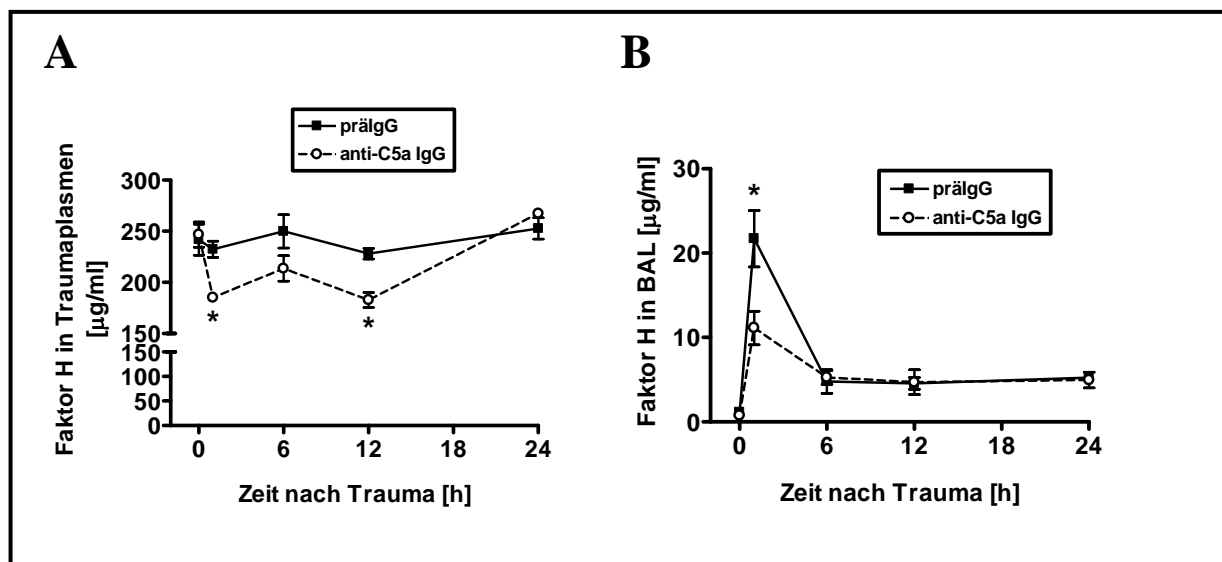 A
präIgG
anti-C5a IgG
Faktor H in Traumaplasmen
[µg/ml]
300
250
200
150
150
100
50
0
0
6
12
18
24
*
*
Zeit nach Trauma [h]
B
präIgG
anti-C5a IgG
Faktor H in BAL [µg/ml]
30
20
10
0
0
6
12
18
24
*
Zeit nach Trauma [h]